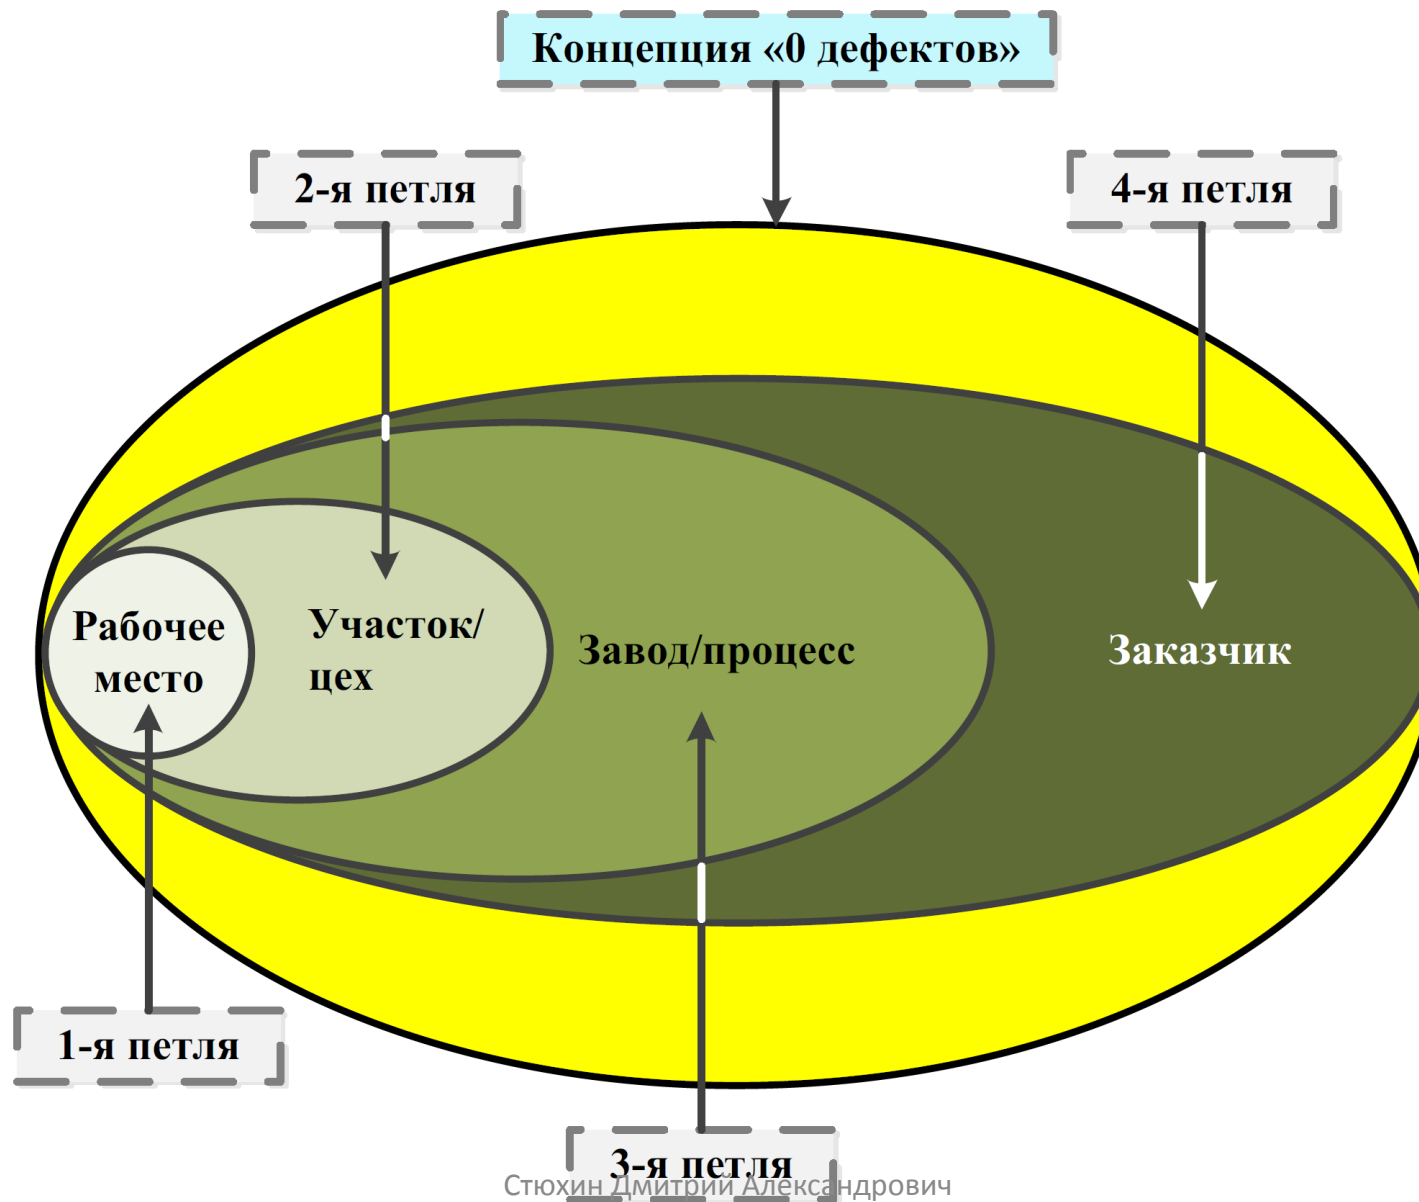 Концепция «0 дефектов»
2-я петля
4-я петля
Рабочее
место
Участок/
цех
Завод/процесс
Заказчик
1-я петля
3-я петля
Стюхин Дмитрий Александрович